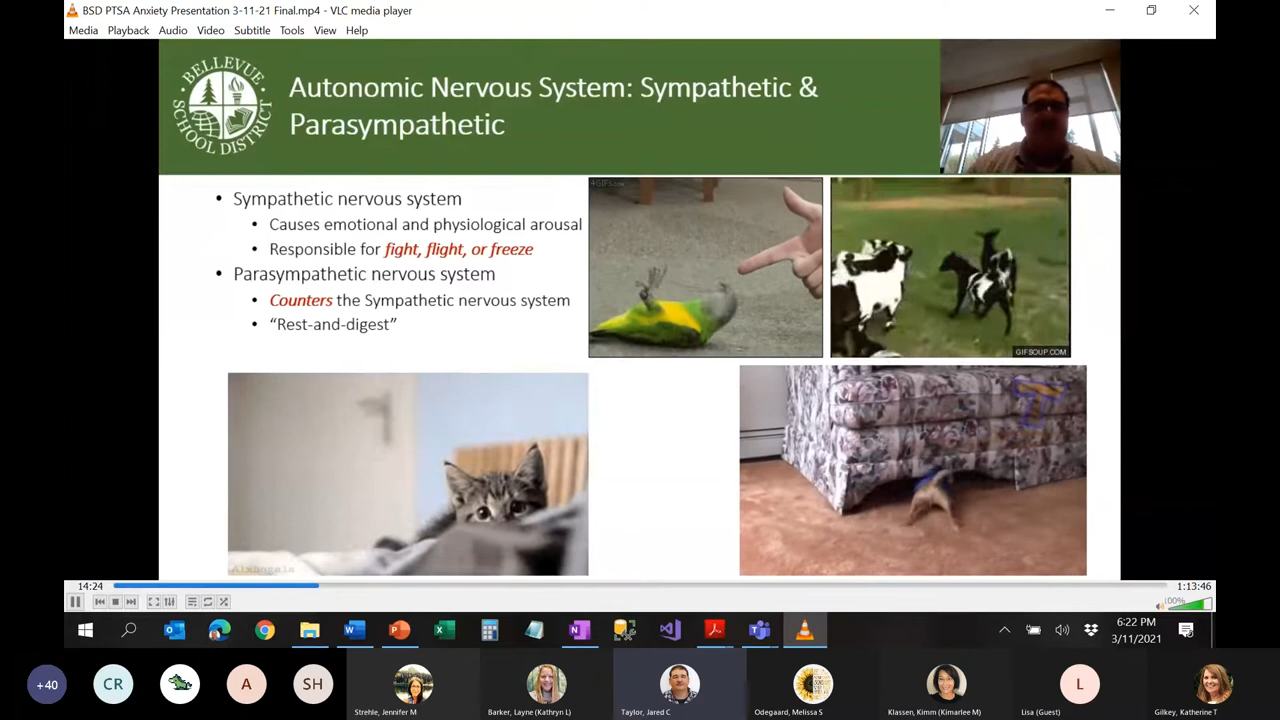 BSD PTSA Anxiety Presentation 3-11-21 Final.mp4 - VLC media player
Media Playback Audio Video Subtitle Tools View Help
BELLEVUE
SCHOOL DISTRICT
Autonomic Nervous System: Sympathetic &
Parasympathetic
• Sympathetic nervous system
• Causes emotional and physiological arousal
• Responsible for fight, flight, or freeze
• Parasympathetic nervous system
• Counters the Sympathetic nervous system
• “Rest-and-digest”
4GIFS.com
GIFSOUP.COM
T
14:24
1:13:46
100%
6:22 PM
3/11/2021
+40
CR
A
SH
Strehle, Jennifer M
Barker, Layne (Kathryn L)
Taylor, Jared C
Odegaard, Melissa S
Klassen, Kimm (Kimarlee M)
L
Lisa (Guest)
Gilkey, Katherine T